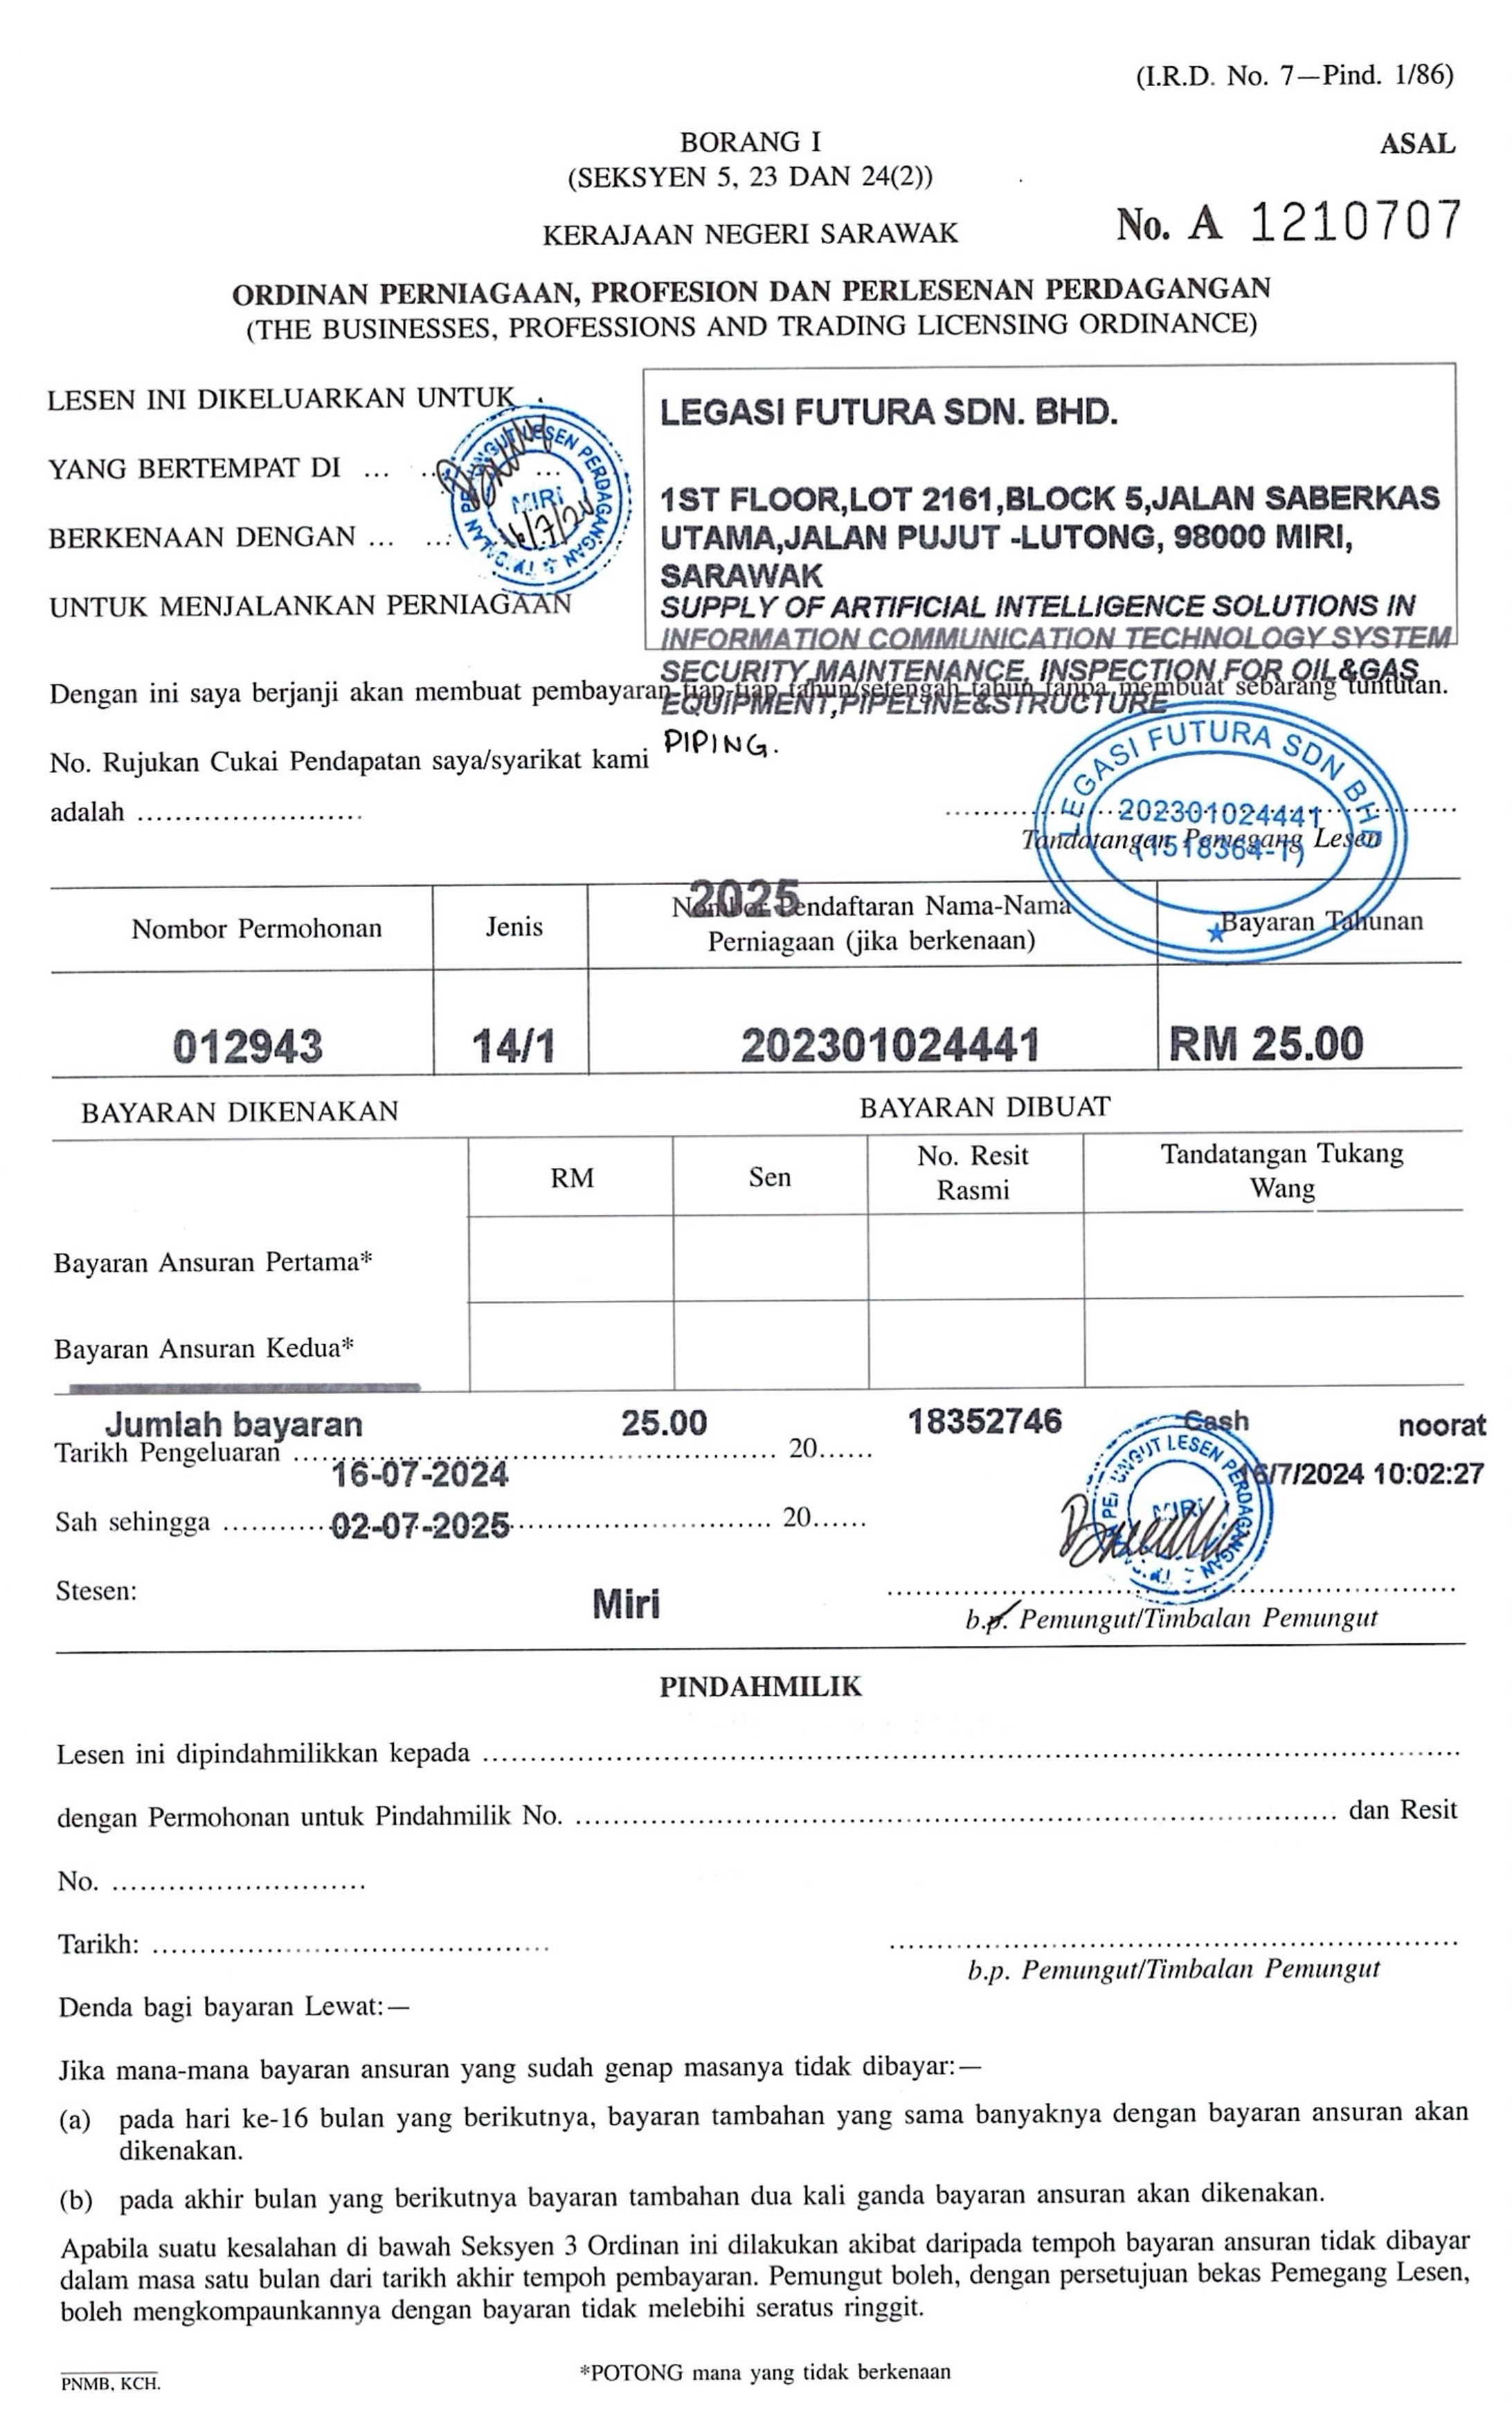 (I.R.D. No. 7—Pind. 1/86)
BORANG I
ASAL
(SEKSYEN 5, 23 DAN 24(2))
KERAJAAN NEGERI SARAWAK
No. A 1210707
ORDINAN PERNIAGAAN, PROFESION DAN PERLESENAN PERDAGANGAN
(THE BUSINESSES, PROFESSIONS AND TRADING LICENSING ORDINANCE)
LESEN INI DIKELUARKAN UNTUK
LEGASI FUTURA SDN. BHD.
YANG BERTEMPAT DI ... ... ...
1ST FLOOR,LOT 2161,BLOCK 5,JALAN SABERKAS
BERKENAAN DENGAN ... ...
UTAMA,JALAN PUJUT -LUTONG, 98000 MIRI,
SARAWAK
UNTUK MENJALANKAN PERNIAGAAN
SUPPLY OF ARTIFICIAL INTELLIGENCE SOLUTIONS IN
INFORMATION COMMUNICATION TECHNOLOGY SYSTEM
SECURITY,MAINTENANCE, INSPECTION FOR OIL&GAS
EQUIPMENT,PIPELINE&STRUCTURE
PIPING.
UNGUT LESEN PERDAGANGAN
MIRI
16/7/24
Dengan ini saya berjanji akan membuat pembayaran tiap-tiap tahun/setengah tahun tanpa membuat sebarang tuntutan.
No. Rujukan Cukai Pendapatan saya/syarikat kami
adalah ........................
LEGASI FUTURA SDN BHD
202301024441
(1518364-T)
Tandatangan Pemegang Lesen
2025
Nombor Permohonan
Jenis
Nombor Pendaftaran Nama-Nama
Perniagaan (jika berkenaan)
Bayaran Tahunan
012943
14/1
202301024441
RM 25.00
BAYARAN DIKENAKAN
BAYARAN DIBUAT
RM
Sen
No. Resit
Rasmi
Tandatangan Tukang
Wang
Bayaran Ansuran Pertama*
Bayaran Ansuran Kedua*
Jumlah bayaran
25.00
18352746
Cash
noorat
Tarikh Pengeluaran ........................ 20......
16-07-2024
16/7/2024 10:02:27
Sah sehingga ........... 02-07-2025 ........................ 20......
UNGUT LESEN PERDAGANGAN
MIRI
Stesen:
Miri
b.p. Pemungut/Timbalan Pemungut
PINDAHMILIK
Lesen ini dipindahmilikkan kepada ........................
dengan Permohonan untuk Pindahmilik No. ........................ dan Resit
No. ........................
Tarikh: ........................
b.p. Pemungut/Timbalan Pemungut
Denda bagi bayaran Lewat:—
Jika mana-mana bayaran ansuran yang sudah genap masanya tidak dibayar:—
(a) pada hari ke-16 bulan yang berikutnya, bayaran tambahan yang sama banyaknya dengan bayaran ansuran akan
dikenakan.
(b) pada akhir bulan yang berikutnya bayaran tambahan dua kali ganda bayaran ansuran akan dikenakan.
Apabila suatu kesalahan di bawah Seksyen 3 Ordinan ini dilakukan akibat daripada tempoh bayaran ansuran tidak dibayar
dalam masa satu bulan dari tarikh akhir tempoh pembayaran. Pemungut boleh, dengan persetujuan bekas Pemegang Lesen,
boleh mengkompaunkannya dengan bayaran tidak melebihi seratus ringgit.
PNMB, KCH.
*POTONG mana yang tidak berkenaan